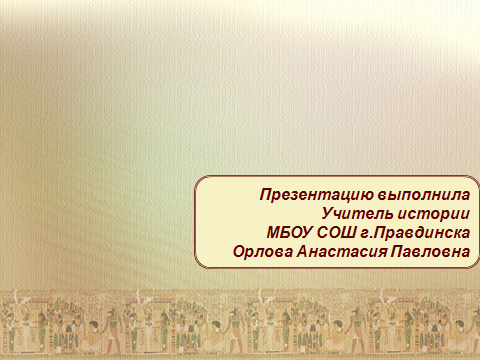 Презентацию выполнила
Учитель истории
МБОУ СОШ г.Правдинска
Орлова Анастасия Павловна